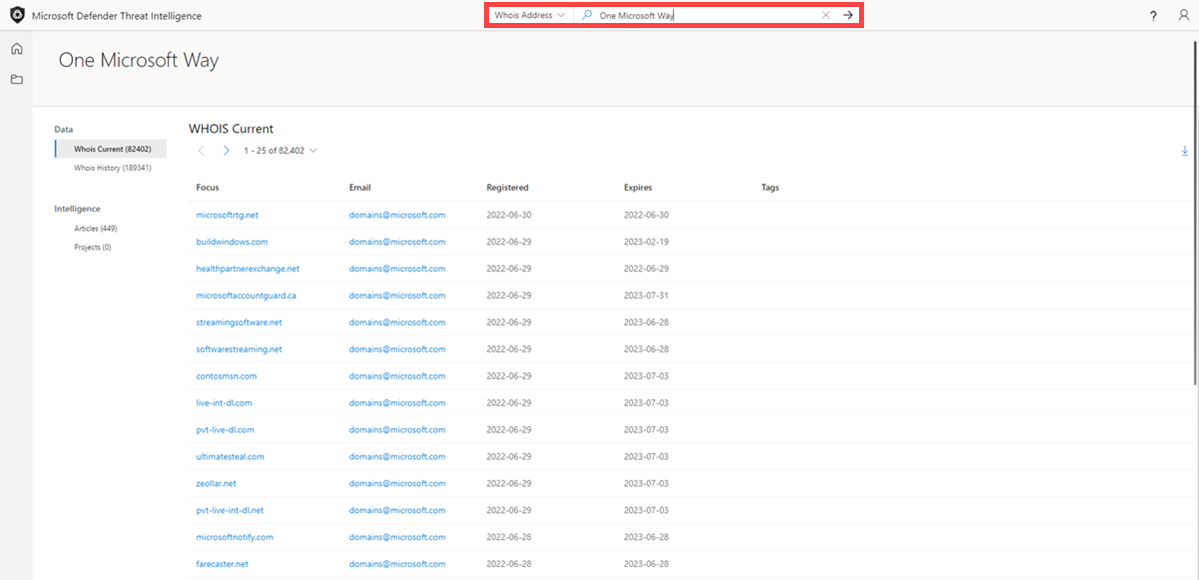 Microsoft Defender Threat Intelligence Whois Address One Microsoft Way ?
One Microsoft Way
Data
Whois Current (82402)
Whois History (189341)
Intelligence
Articles (449)
Projects (0)
WHOIS Current
1 - 25 of 82,402
Focus Email Registered Expires Tags
microsoftrtg.net domains@microsoft.com 2022-06-30 2022-06-30
buildwindows.com domains@microsoft.com 2022-06-29 2023-02-19
healthpartnerexchange.net domains@microsoft.com 2022-06-29 2022-06-29
microsoftaccountguard.ca domains@microsoft.com 2022-06-29 2023-07-31
streamingsoftware.net domains@microsoft.com 2022-06-29 2023-06-28
softwarestreaming.net domains@microsoft.com 2022-06-29 2023-06-28
contosmsn.com domains@microsoft.com 2022-06-29 2023-07-03
live-int-dl.com domains@microsoft.com 2022-06-29 2023-07-03
pvt-live-dl.com domains@microsoft.com 2022-06-29 2023-07-03
ultimatesteal.com domains@microsoft.com 2022-06-29 2023-07-03
zeollar.net domains@microsoft.com 2022-06-29 2023-07-03
pvt-live-int-dl.net domains@microsoft.com 2022-06-29 2023-07-03
microsoftnotify.com domains@microsoft.com 2022-06-28 2023-06-28
farecaster.net domains@microsoft.com 2022-06-28 2023-06-28